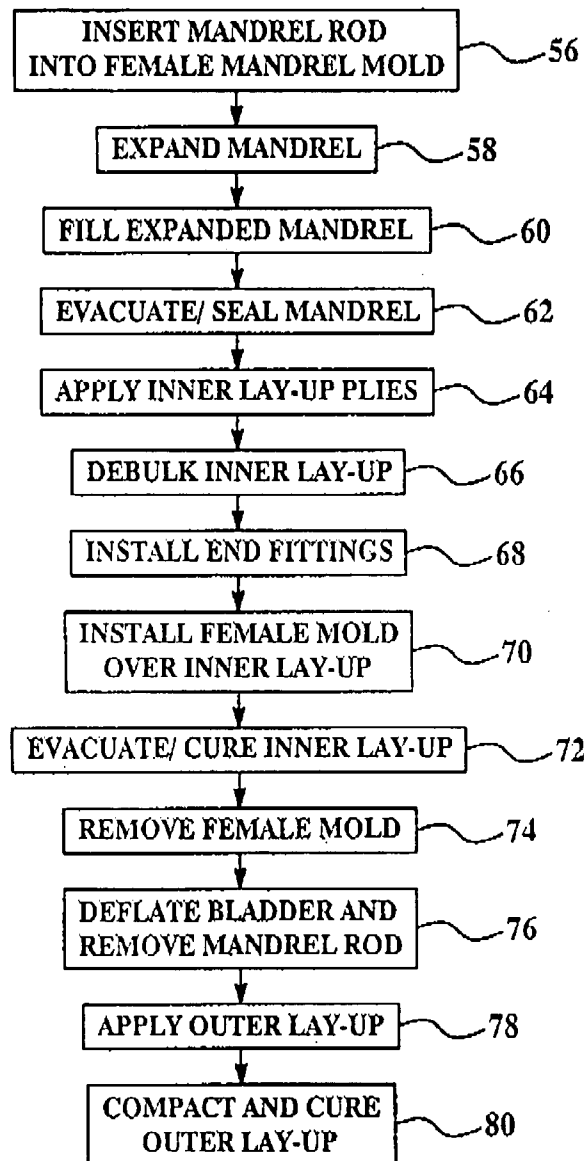 INSERT MANDREL ROD
INTO FEMALE MANDREL MOLD
56
EXPAND MANDREL
58
FILL EXPANDED MANDREL
60
EVACUATE/ SEAL MANDREL
62
APPLY INNER LAY-UP PLIES
64
DEBULK INNER LAY-UP
66
INSTALL END FITTINGS
68
INSTALL FEMALE MOLD
OVER INNER LAY-UP
70
EVACUATE/ CURE INNER LAY-UP
72
REMOVE FEMALE MOLD
74
DEFLATE BLADDER AND
REMOVE MANDREL ROD
76
APPLY OUTER LAY-UP
78
COMPACT AND CURE
OUTER LAY-UP
80